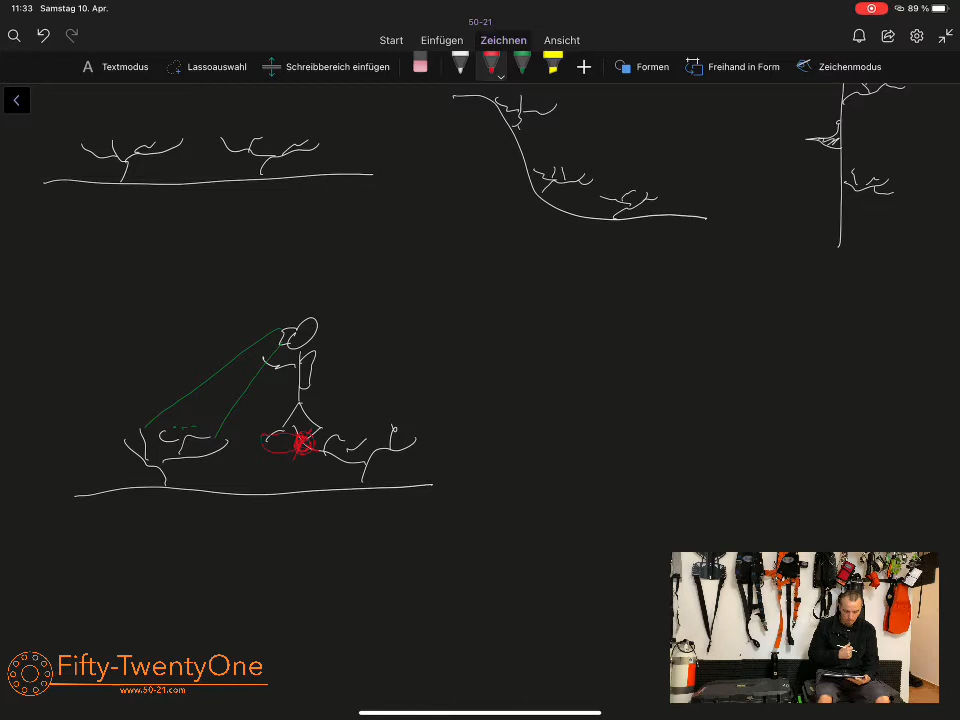 11:33 Samstag 10. Apr.
89 %
50-21
Start Einfügen Zeichnen Ansicht
Textmodus Lassoauswahl Schreibbereich einfügen Formen Freihand in Form Zeichenmodus
Fifty-TwentyOne
www.50-21.com